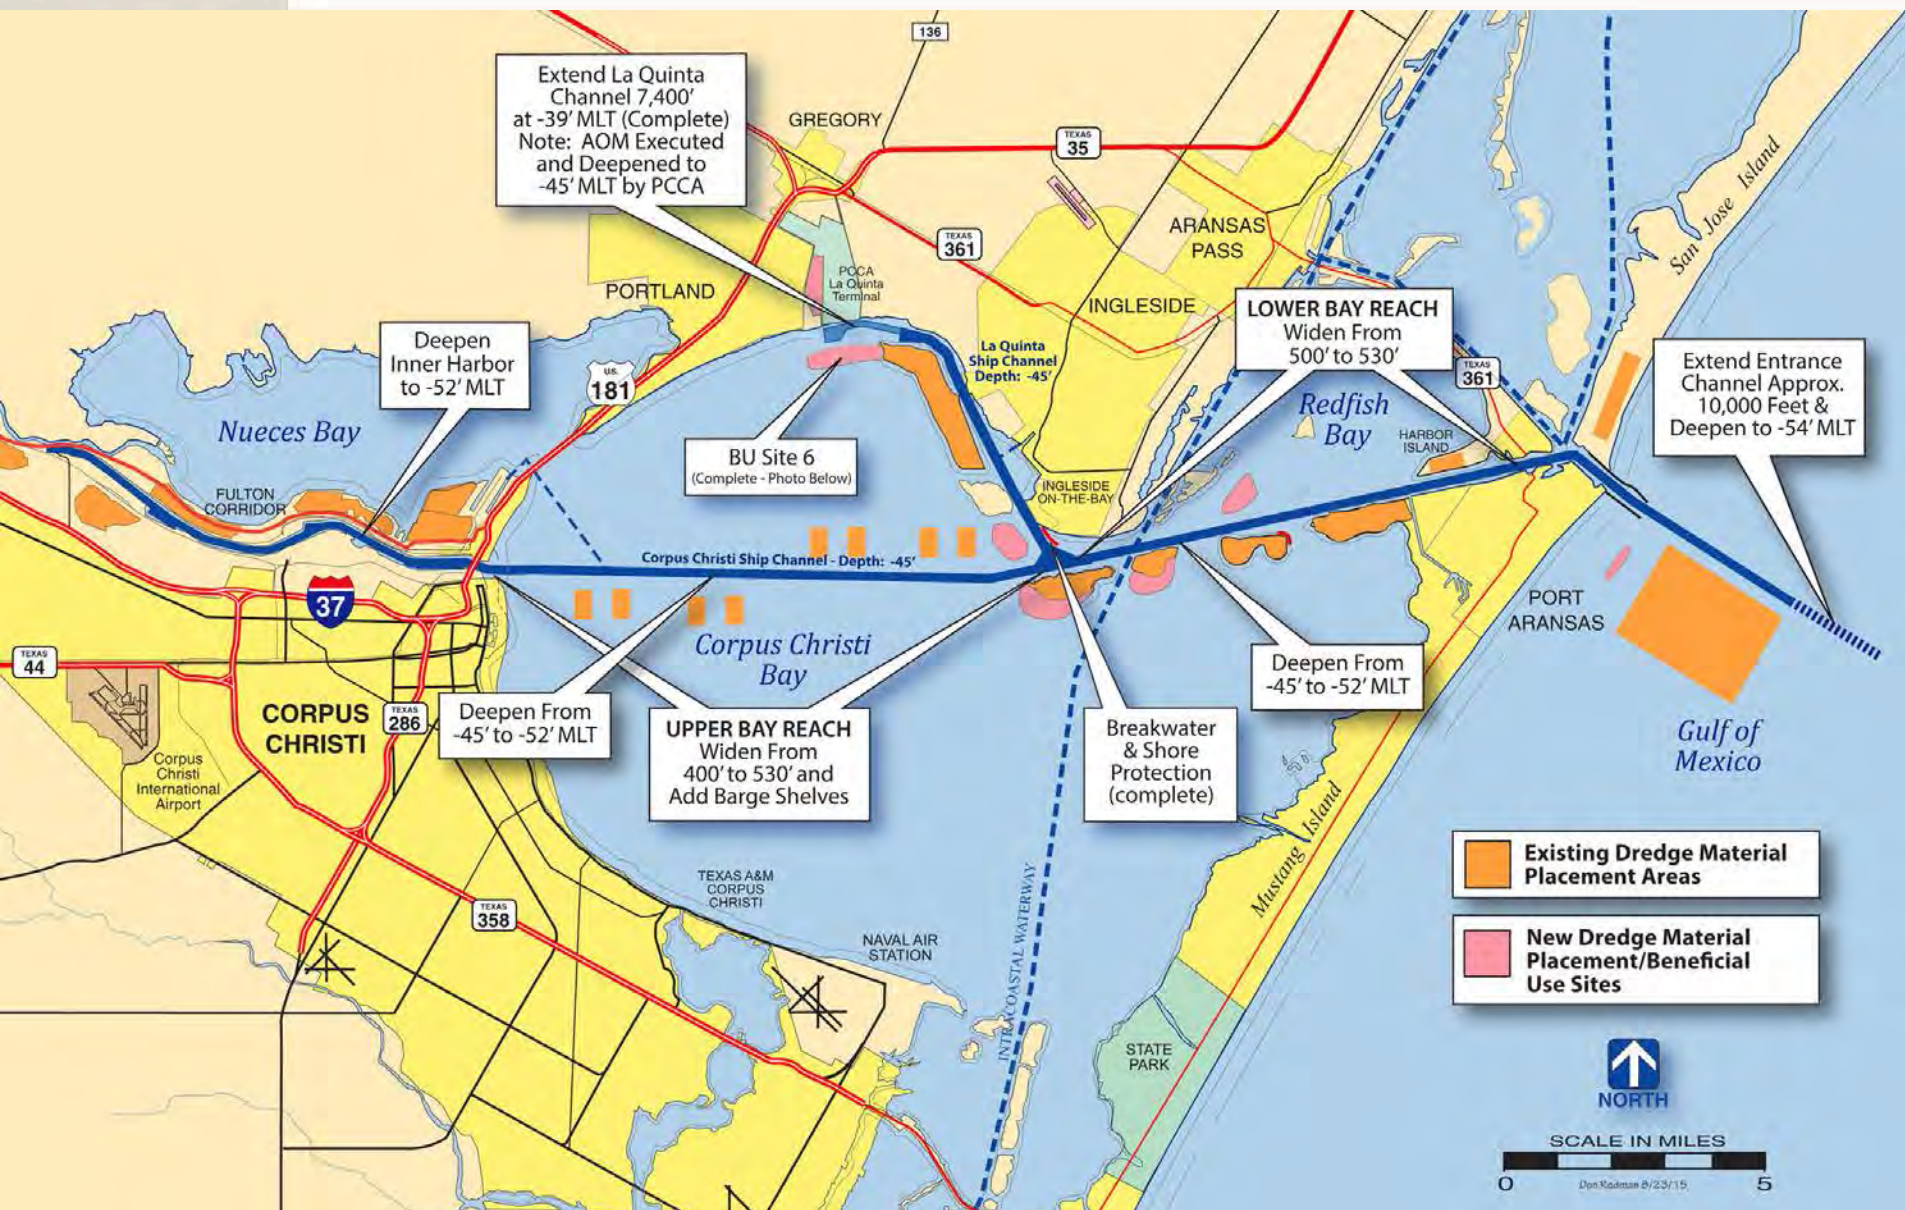 136
Extend La Quinta
Channel 7,400'
at -39' MLT (Complete)
Note: AOM Executed
and Deepened to
-45' MLT by PCCA
GREGORY
TEXAS
35
San Jose Island
ARANSAS
PASS
TEXAS
361
PCCA
La Quinta
Terminal
PORTLAND
INGLESIDE
LOWER BAY REACH
Widen From
500' to 530'
Deepen
Inner Harbor
to -52' MLT
La Quinta
Ship Channel
Depth: -45'
TEXAS
361
Extend Entrance
Channel Approx.
10,000 Feet &
Deepen to -54' MLT
U.S.
181
Nueces Bay
Redfish
Bay
HARBOR
ISLAND
BU Site 6
(Complete - Photo Below)
FULTON
CORRIDOR
INGLESIDE
ON-THE-BAY
Corpus Christi Ship Channel - Depth: -45'
37
PORT
ARANSAS
TEXAS
44
Corpus Christi
Bay
Deepen From
-45' to -52' MLT
CORPUS
CHRISTI
TEXAS
286
Deepen From
-45' to -52' MLT
UPPER BAY REACH
Widen From
400' to 530' and
Add Barge Shelves
Breakwater
& Shore
Protection
(complete)
Gulf of
Mexico
Corpus
Christi
International
Airport
Mustang Island
Existing Dredge Material
Placement Areas
TEXAS A&M
CORPUS
CHRISTI
TEXAS
358
NAVAL AIR
STATION
INTRACOASTAL WATERWAY
New Dredge Material
Placement/Beneficial
Use Sites
STATE
PARK
NORTH
SCALE IN MILES
0
Don Rodman 8/23/15
5